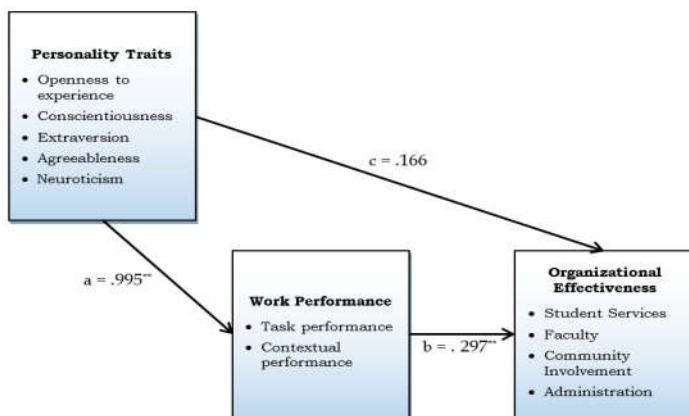 Personality Traits
• Openness to
experience
• Conscientiousness
• Extraversion
• Agreeableness
• Neuroticism
c = .166
a = .995**
Work Performance
• Task performance
• Contextual
performance
b = . 297**
Organizational
Effectiveness
• Student Services
• Faculty
• Community
Involvement
• Administration